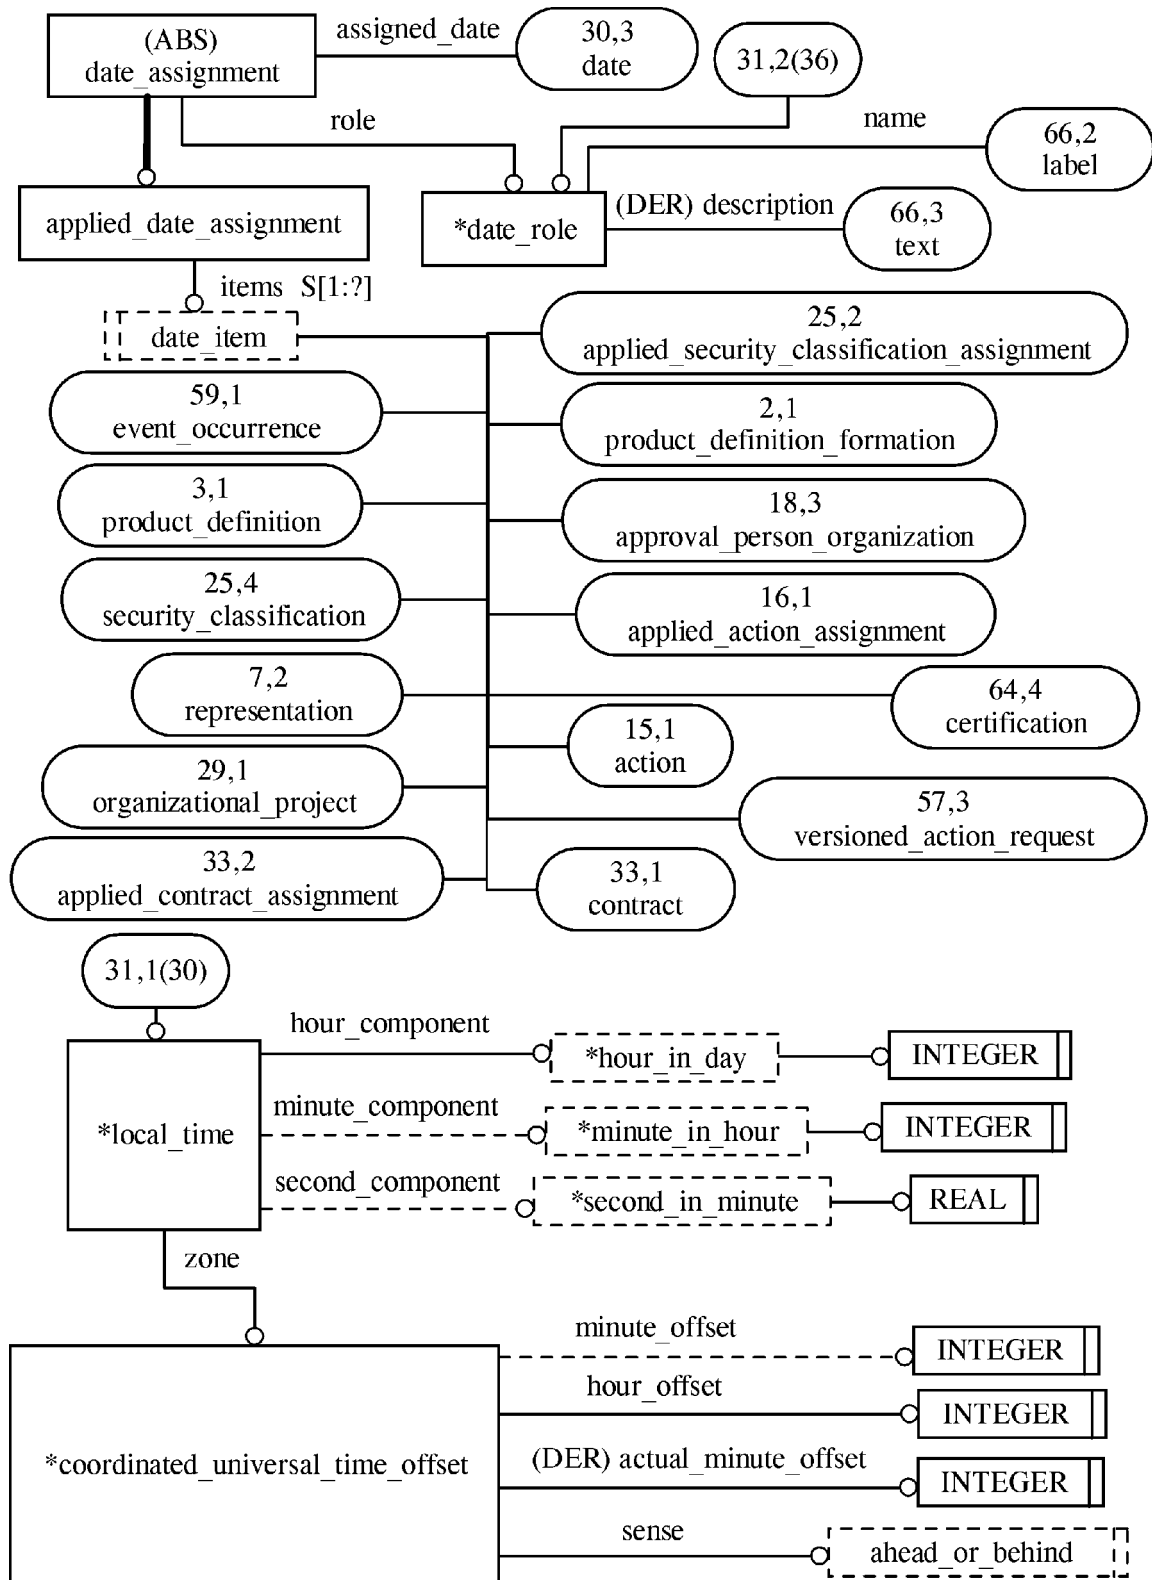 (ABS)
date_assignment
assigned_date
30,3
date
31,2(36)
role
name
66,2
label
applied_date_assignment
*date_role
(DER) description
66,3
text
items S[1:?]
date_item
25,2
applied_security_classification_assignment
59,1
event_occurrence
2,1
product_definition_formation
3,1
product_definition
18,3
approval_person_organization
25,4
security_classification
16,1
applied_action_assignment
7,2
representation
64,4
certification
15,1
action
29,1
organizational_project
57,3
versioned_action_request
33,2
applied_contract_assignment
33,1
contract
31,1(30)
hour_component
*hour_in_day
INTEGER
*local_time
minute_component
*minute_in_hour
INTEGER
second_component
*second_in_minute
REAL
zone
minute_offset
INTEGER
hour_offset
INTEGER
*coordinated_universal_time_offset
(DER) actual_minute_offset
INTEGER
sense
ahead_or_behind